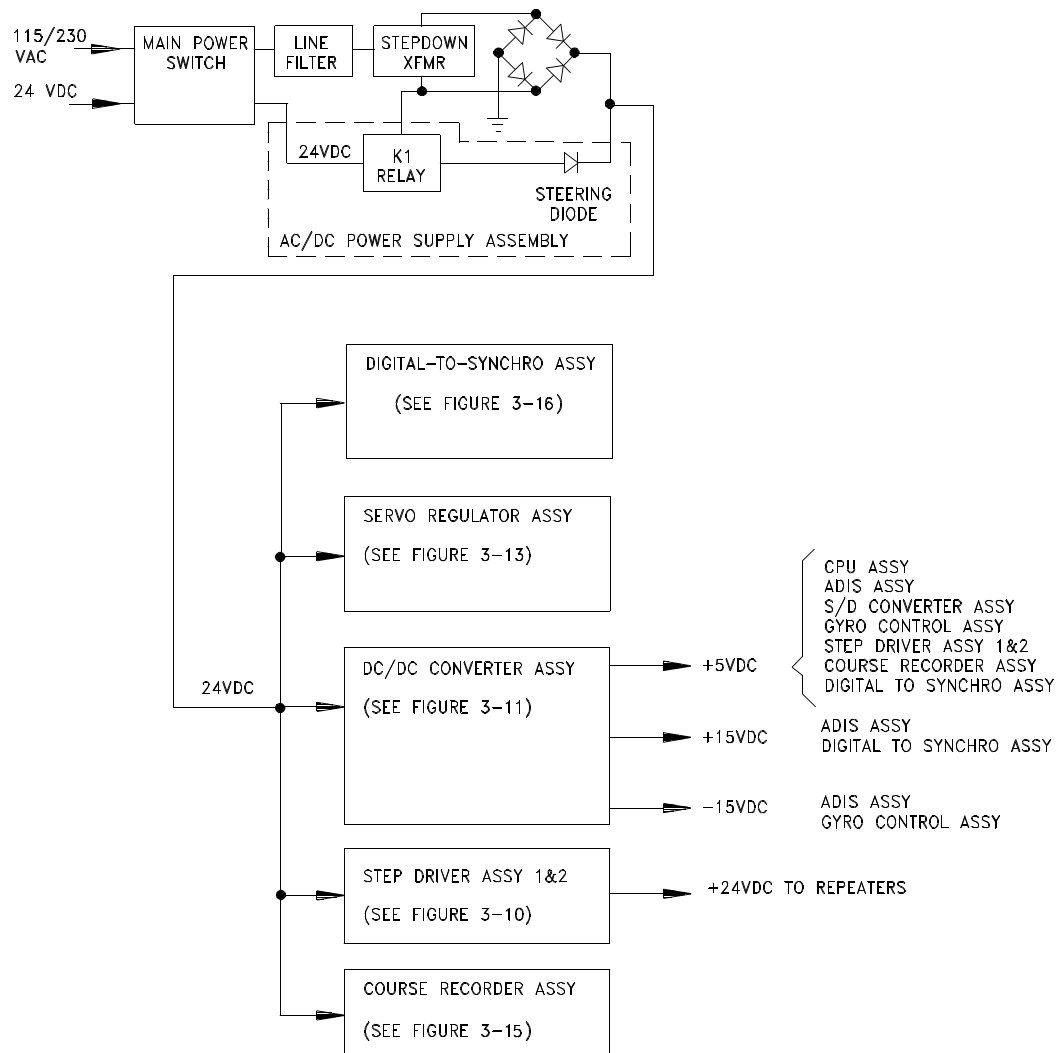 115/230
VAC
24 VDC
MAIN POWER
SWITCH
LINE
FILTER
STEPDOWN
XFMR
24VDC
K1
RELAY
STEERING
DIODE
AC/DC POWER SUPPLY ASSEMBLY
DIGITAL-TO-SYNCHRO ASSY
(SEE FIGURE 3-16)
SERVO REGULATOR ASSY
(SEE FIGURE 3-13)
24VDC
DC/DC CONVERTER ASSY
(SEE FIGURE 3-11)
+5VDC
CPU ASSY
ADIS ASSY
S/D CONVERTER ASSY
GYRO CONTROL ASSY
STEP DRIVER ASSY 1&2
COURSE RECORDER ASSY
DIGITAL TO SYNCHRO ASSY
+15VDC
ADIS ASSY
DIGITAL TO SYNCHRO ASSY
-15VDC
ADIS ASSY
GYRO CONTROL ASSY
STEP DRIVER ASSY 1&2
(SEE FIGURE 3-10)
+24VDC TO REPEATERS
COURSE RECORDER ASSY
(SEE FIGURE 3-15)